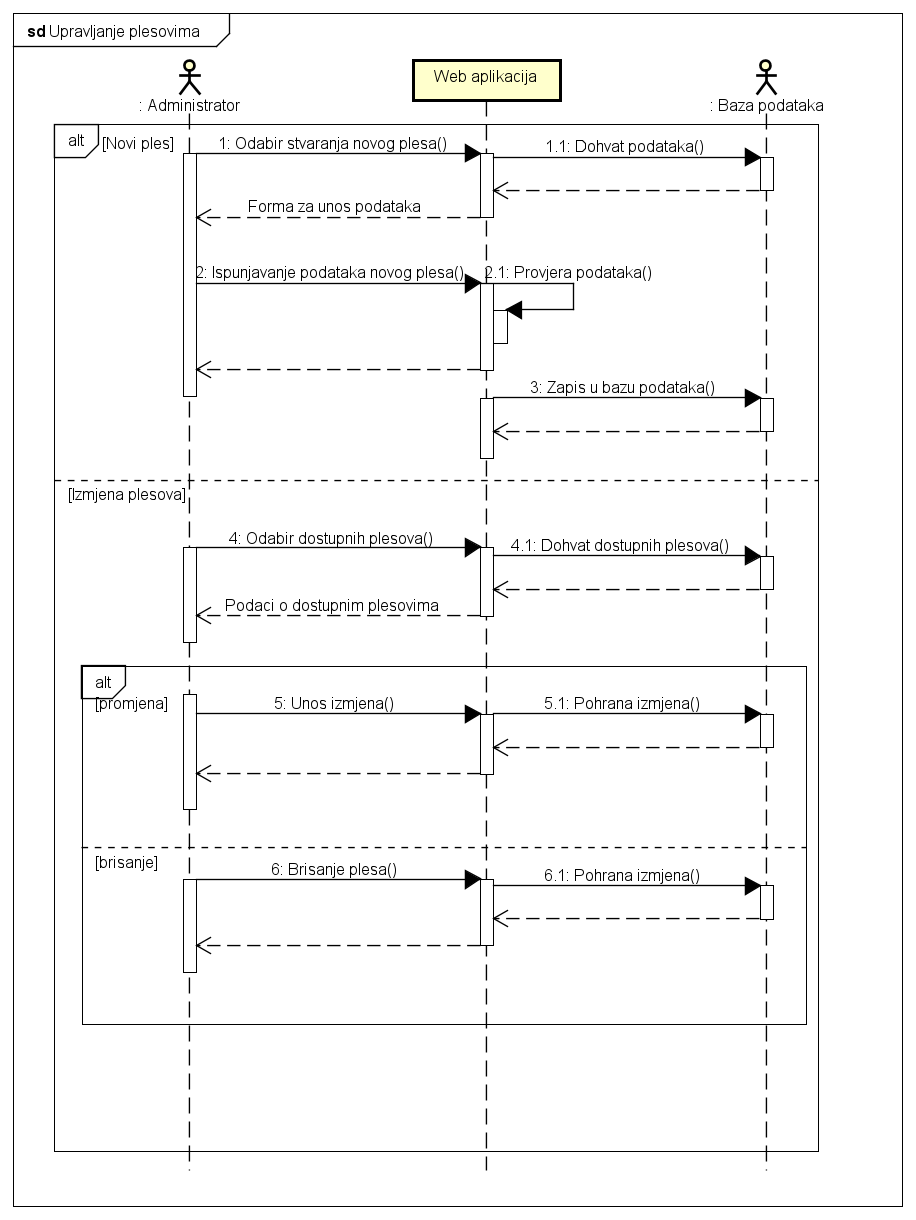 sd Upravljanje plesovima
: Administrator
Web aplikacija
: Baza podataka
alt
[Novi ples]
1: Odabir stvaranja novog plesa()
1.1: Dohvat podataka()
Forma za unos podataka
2: Ispunjavanje podataka novog plesa()
2.1: Provjera podataka()
3: Zapis u bazu podataka()
[Izmjena plesova]
4: Odabir dostupnih plesova()
4.1: Dohvat dostupnih plesova()
Podaci o dostupnim plesovima
alt
[promjena]
5: Unos izmjena()
5.1: Pohrana izmjena()
[brisanje]
6: Brisanje plesa()
6.1: Pohrana izmjena()